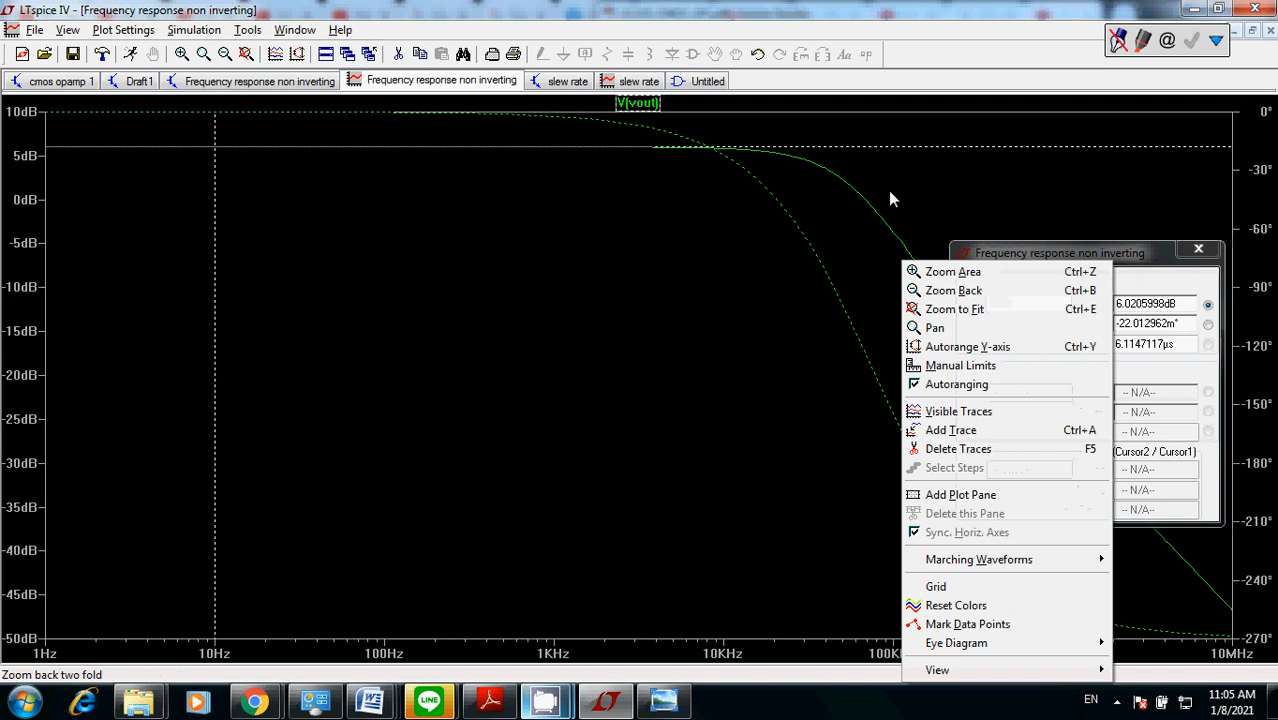 LTspice IV - [Frequency response non inverting]
File View Plot Settings Simulation Tools Window Help
cmos opamp 1 Draft1 Frequency response non inverting Frequency response non inverting slew rate slew rate Untitled
V(vout)
10dB
5dB
0dB
-5dB
-10dB
-15dB
-20dB
-25dB
-30dB
-35dB
-40dB
-45dB
-50dB
0°
-30°
-60°
-90°
-120°
-150°
-180°
-210°
-240°
-270°
1Hz 10Hz 100Hz 1KHz 10KHz 100K 10MHz
Frequency response non inverting
6.0205998dB
-22.012962m°
6.1147117µs
-- N/A--
-- N/A--
-- N/A--
(Cursor2 / Cursor1)
-- N/A--
-- N/A--
-- N/A--
Zoom Area Ctrl+Z
Zoom Back Ctrl+B
Zoom to Fit Ctrl+E
Pan
Autorange Y-axis Ctrl+Y
Manual Limits
Autoranging
Visible Traces
Add Trace Ctrl+A
Delete Traces F5
Select Steps
Add Plot Pane
Delete this Pane
Sync. Horiz. Axes
Marching Waveforms
Grid
Reset Colors
Mark Data Points
Eye Diagram
View
Zoom back two fold
LINE
EN
11:05 AM
1/8/2021